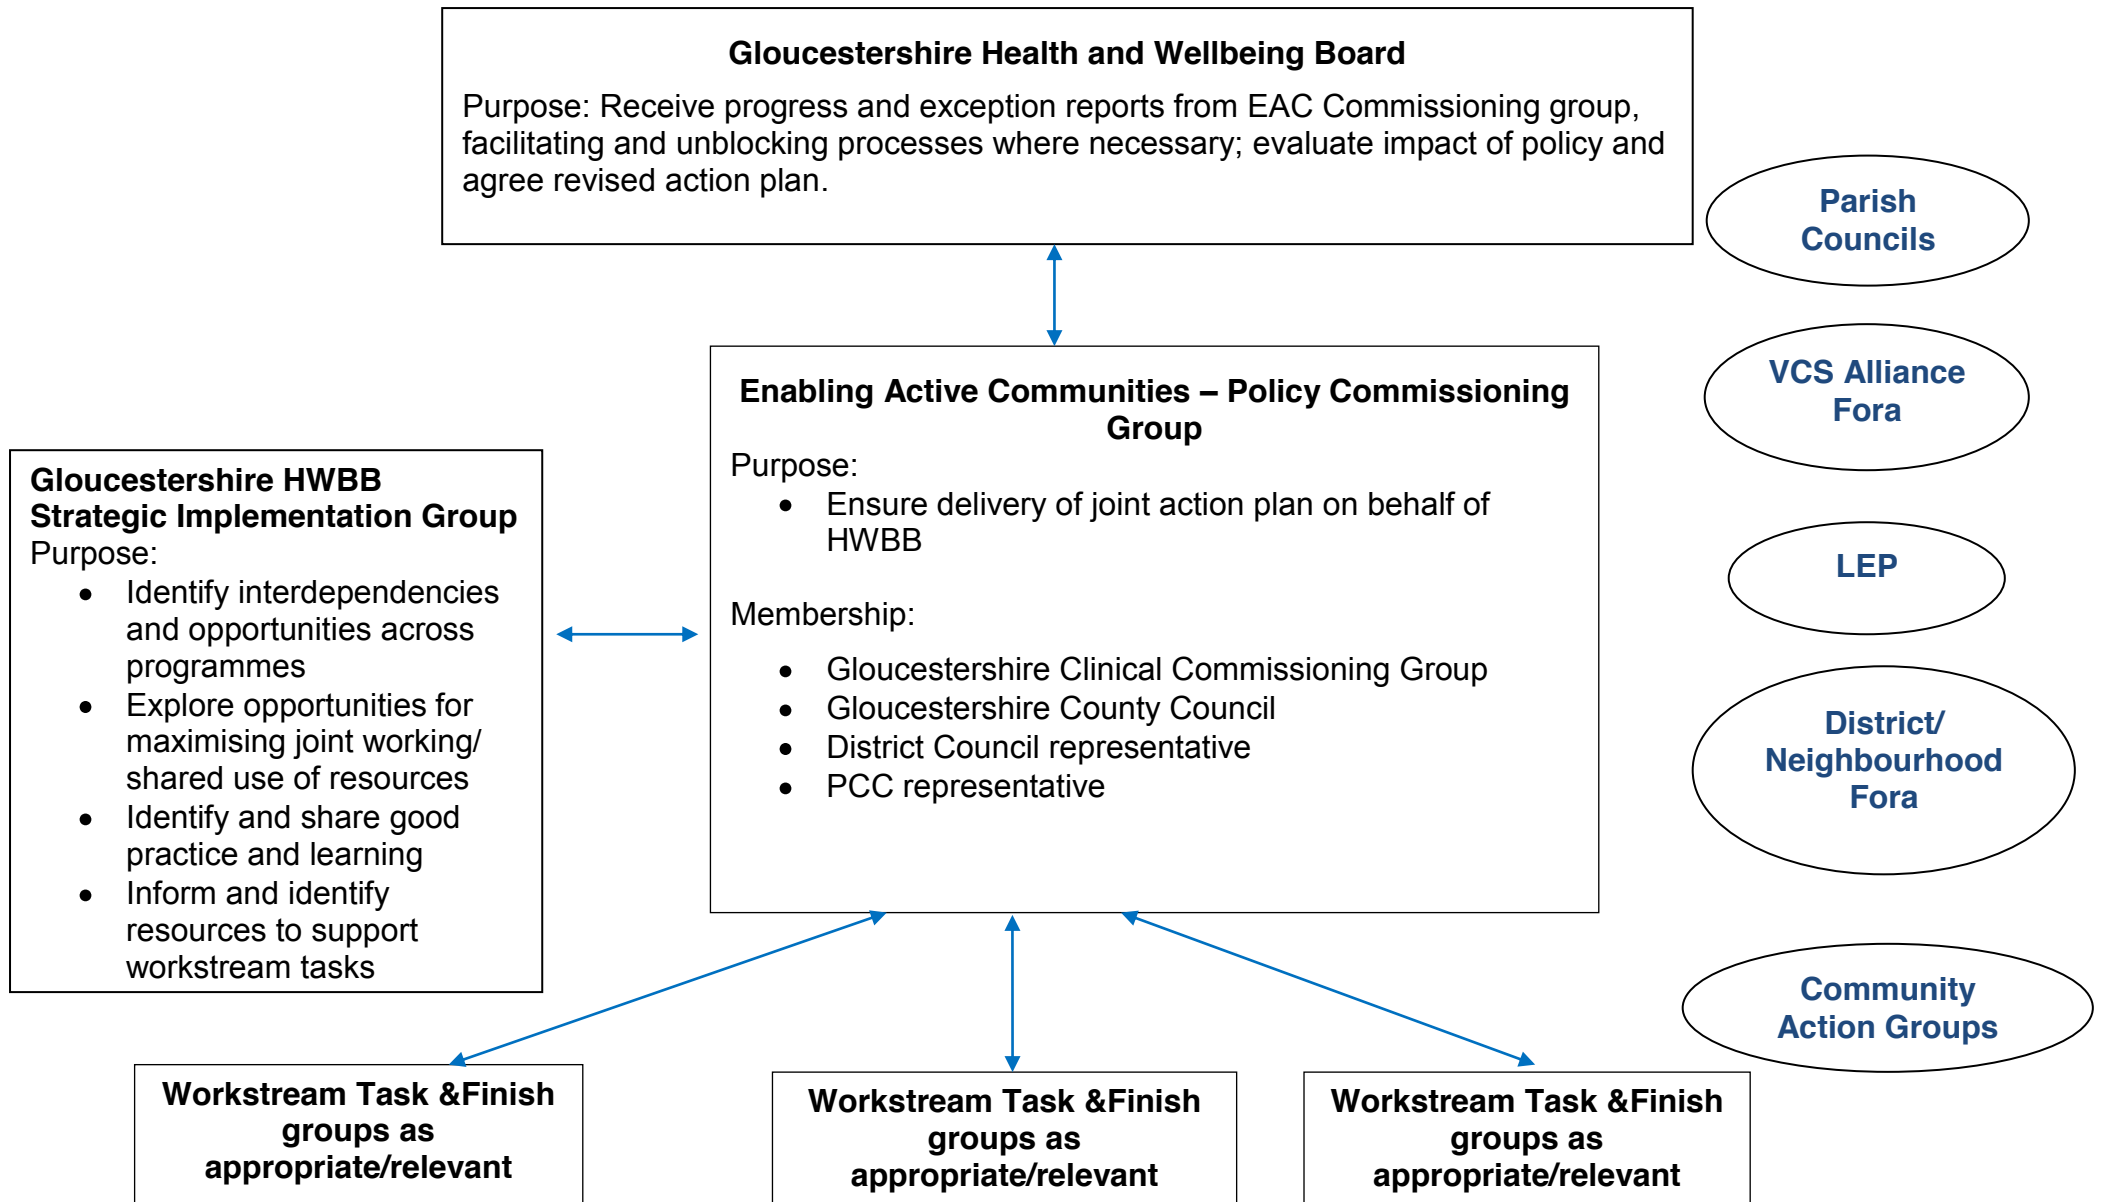 Gloucestershire Health and Wellbeing Board
Purpose: Receive progress and exception reports from EAC Commissioning group,
facilitating and unblocking processes where necessary; evaluate impact of policy and
agree revised action plan.
Parish
Councils
VCS Alliance
Fora
LEP
District/
Neighbourhood
Fora
Community
Action Groups
Enabling Active Communities – Policy Commissioning
Group
Purpose:
• Ensure delivery of joint action plan on behalf of
HWBB
Membership:
• Gloucestershire Clinical Commissioning Group
• Gloucestershire County Council
• District Council representative
• PCC representative
Gloucestershire HWBB
Strategic Implementation Group
Purpose:
• Identify interdependencies
and opportunities across
programmes
• Explore opportunities for
maximising joint working/
shared use of resources
• Identify and share good
practice and learning
• Inform and identify
resources to support
workstream tasks
Workstream Task &Finish
groups as
appropriate/relevant
Workstream Task &Finish
groups as
appropriate/relevant
Workstream Task &Finish
groups as
appropriate/relevant